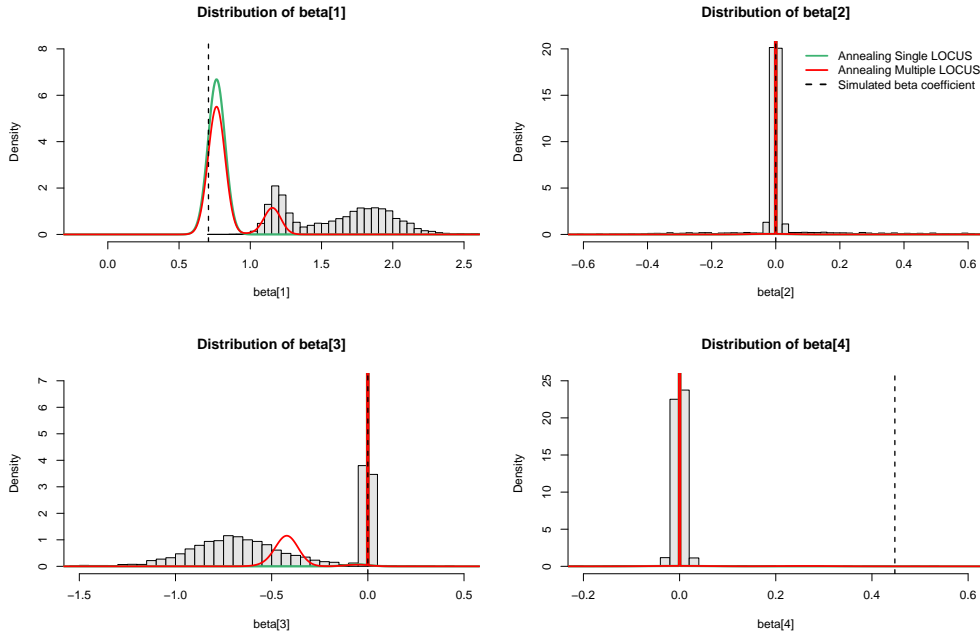 Distribution of beta[1]
Density
8
6
4
2
0
0.0 0.5 1.0 1.5 2.0 2.5
beta[1]
Distribution of beta[2]
Density
20
15
10
5
0
Annealing Single LOCUS
Annealing Multiple LOCUS
Simulated beta coefficient
−0.6 −0.4 −0.2 0.0 0.2 0.4 0.6
beta[2]
Distribution of beta[3]
Density
7
6
5
4
3
2
1
0
−1.5 −1.0 −0.5 0.0 0.5
beta[3]
Distribution of beta[4]
Density
25
20
15
10
5
0
−0.2 0.0 0.2 0.4 0.6
beta[4]